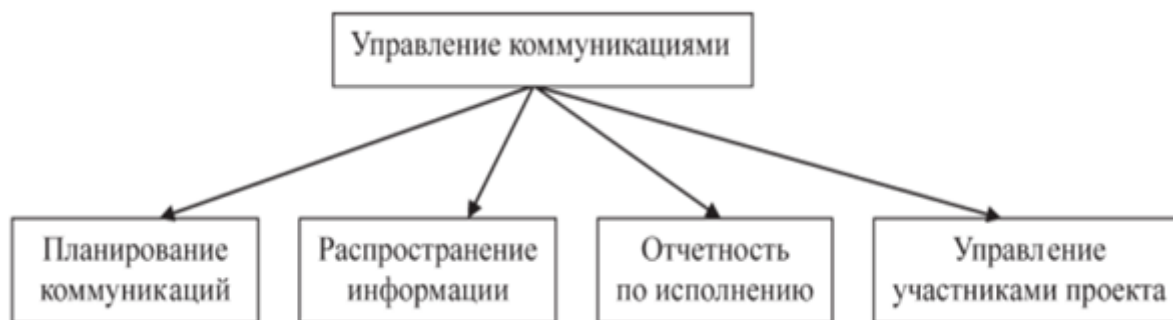 Управление коммуникациями
Планирование
коммуникаций
Распространение
информации
Отчетность
по исполнению
Управление
участниками проекта